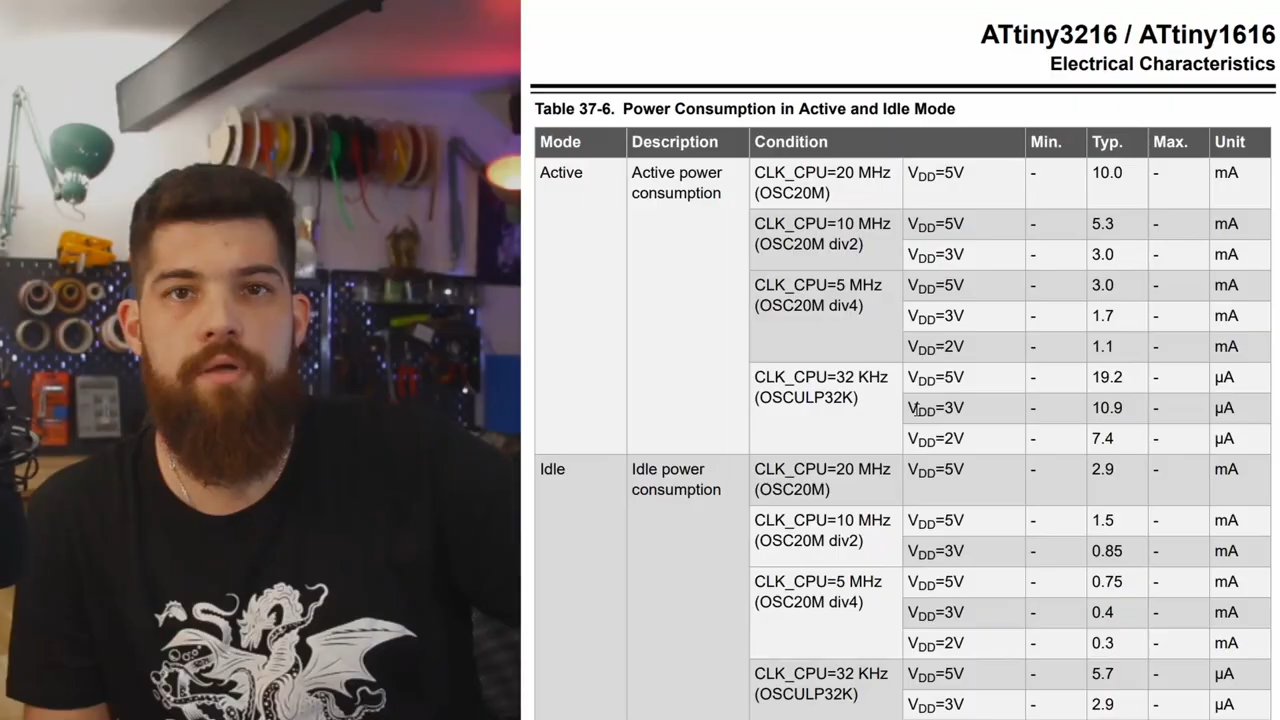 ATtiny3216 / ATtiny1616
Electrical Characteristics
Table 37-6. Power Consumption in Active and Idle Mode
Mode Description Condition Min. Typ. Max. Unit
Active Active power CLK_CPU=20 MHz VDD=5V - 10.0 - mA
consumption (OSC20M)
CLK_CPU=10 MHz VDD=5V - 5.3 - mA
(OSC20M div2)
VDD=3V - 3.0 - mA
CLK_CPU=5 MHz VDD=5V - 3.0 - mA
(OSC20M div4)
VDD=3V - 1.7 - mA
VDD=2V - 1.1 - mA
CLK_CPU=32 KHz VDD=5V - 19.2 - µA
(OSCULP32K)
VDD=3V - 10.9 - µA
VDD=2V - 7.4 - µA
Idle Idle power CLK_CPU=20 MHz VDD=5V - 2.9 - mA
consumption (OSC20M)
CLK_CPU=10 MHz VDD=5V - 1.5 - mA
(OSC20M div2)
VDD=3V - 0.85 - mA
CLK_CPU=5 MHz VDD=5V - 0.75 - mA
(OSC20M div4)
VDD=3V - 0.4 - mA
VDD=2V - 0.3 - mA
CLK_CPU=32 KHz VDD=5V - 5.7 - µA
(OSCULP32K)
VDD=3V - 2.9 - µA